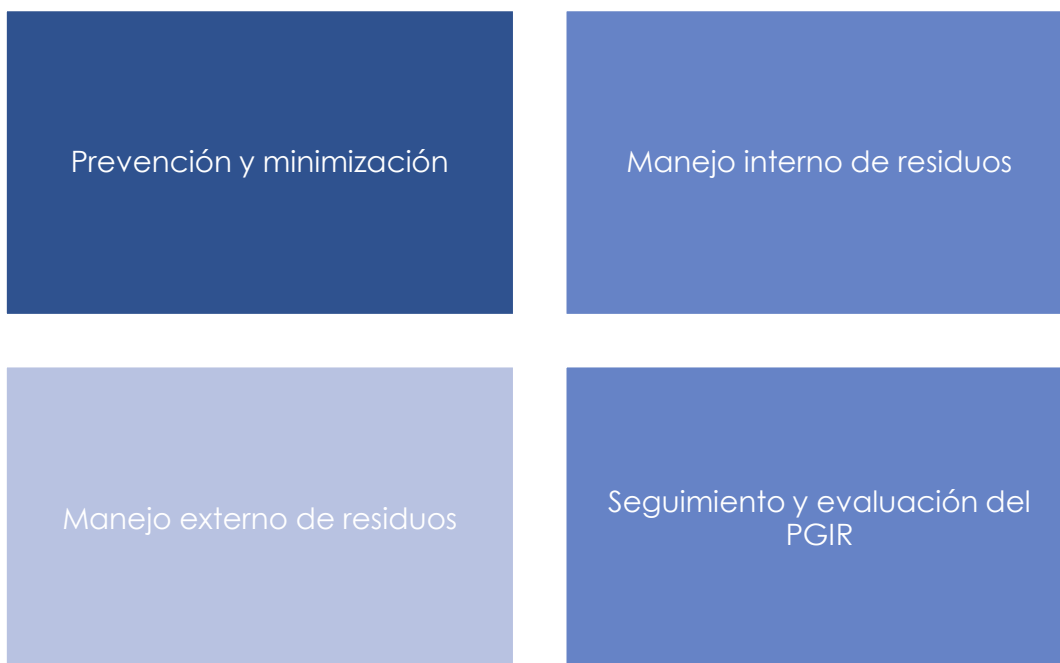 Prevención y minimización
Manejo interno de residuos
Manejo externo de residuos
Seguimiento y evaluación del
PGIR